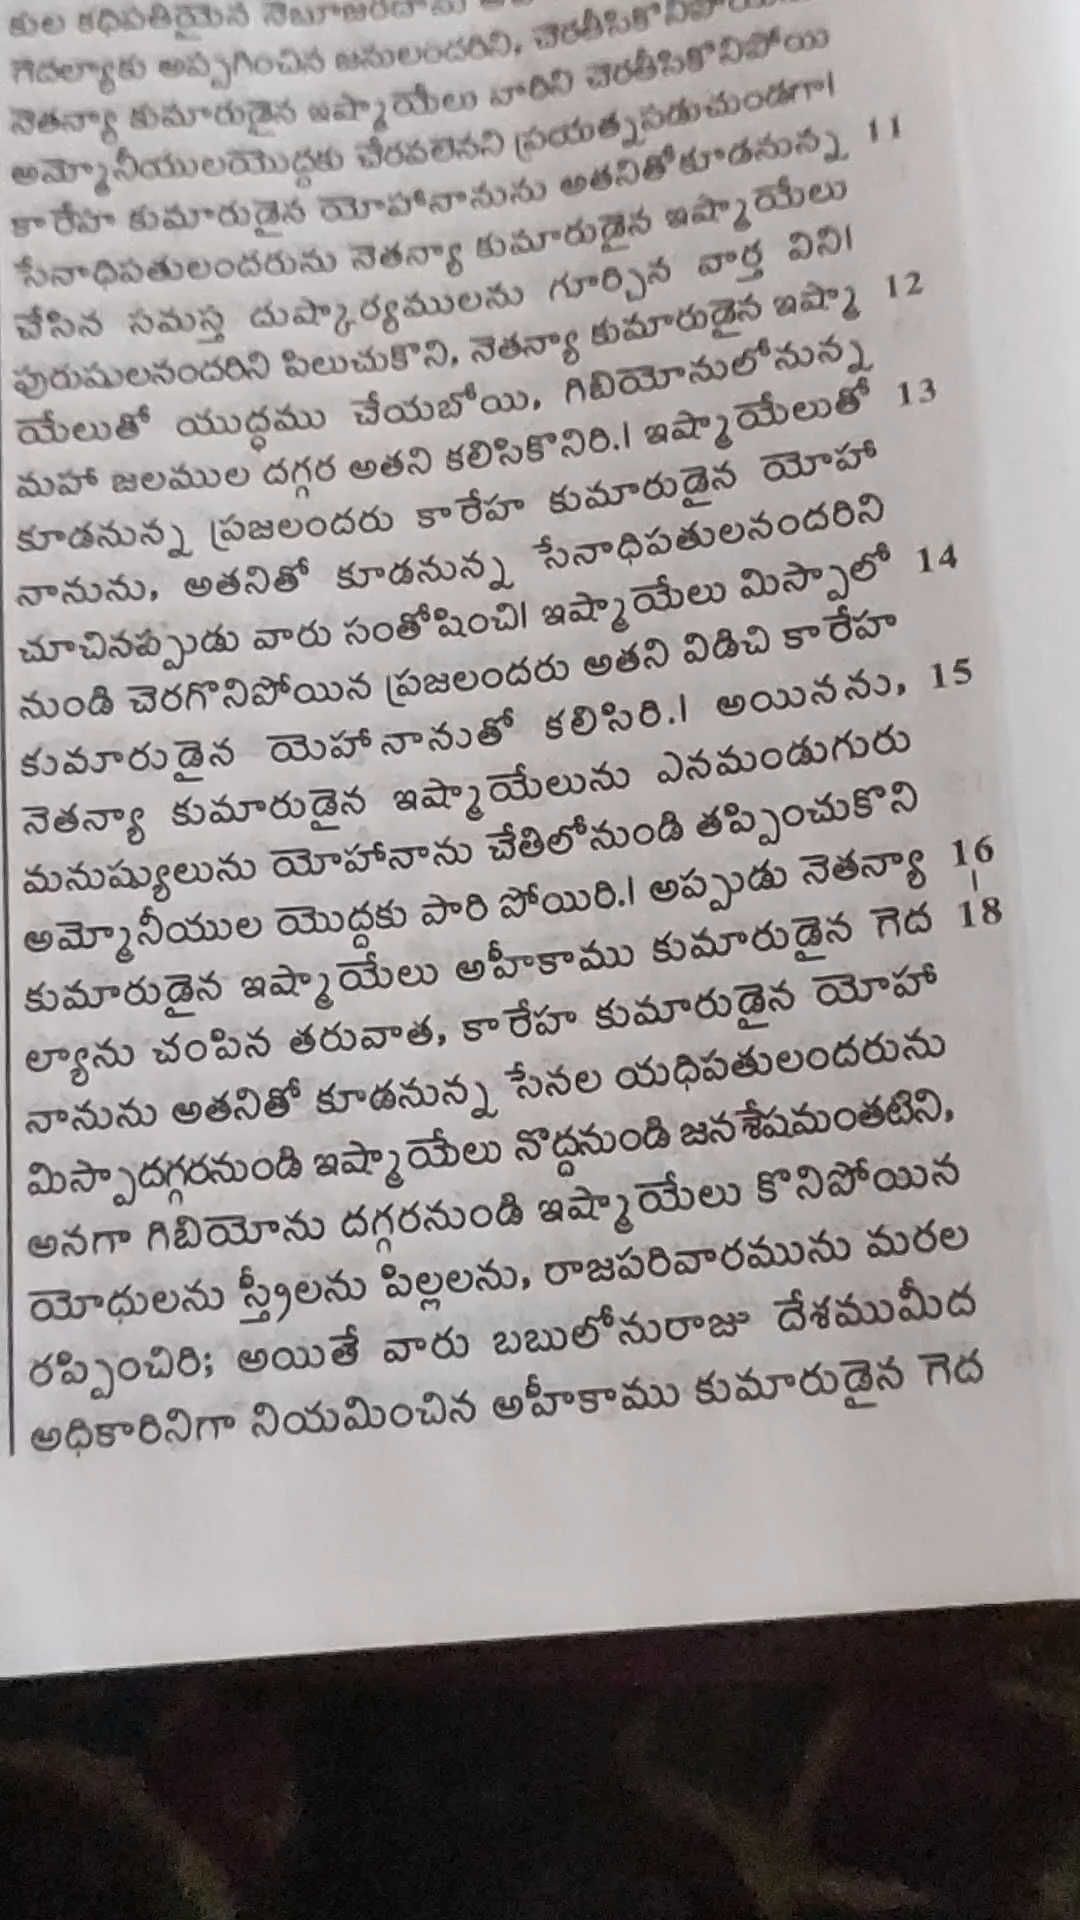 కుల కధిపతియైన నెబూజరదాను
గెదల్యాకు అప్పగించిన జనులందరిని, చెరతీసికొనిపోయెను.
నెతన్యా కుమారుడైన ఇష్మాయేలు వారిని చెరతీసికొనిపోయి
అమ్మోనీయులయొద్దకు చేరవలెనని ప్రయత్నపడుచుండగా।
కారేహ కుమారుడైన యోహానానును అతనితోకూడనున్న 11
సేనాధిపతులందరును నెతన్యా కుమారుడైన ఇష్మాయేలు
చేసిన సమస్త దుష్కార్యములను గూర్చిన వార్త విని।
పురుషులనందరిని పిలుచుకొని, నెతన్యా కుమారుడైన ఇష్మా 12
యేలుతో యుద్ధము చేయబోయి, గిబియోనులోనున్న
మహా జలముల దగ్గర అతని కలిసికొనిరి.। ఇష్మాయేలుతో 13
కూడనున్న ప్రజలందరు కారేహ కుమారుడైన యోహా
నానును, అతనితో కూడనున్న సేనాధిపతులనందరిని
చూచినప్పుడు వారు సంతోషించి। ఇష్మాయేలు మిస్పాలో 14
నుండి చెరగొనిపోయిన ప్రజలందరు అతని విడిచి కారేహ
కుమారుడైన యెహానానుతో కలిసిరి.। అయినను, 15
నెతన్యా కుమారుడైన ఇష్మాయేలును ఎనమండుగురు
మనుష్యులును యోహానాను చేతిలోనుండి తప్పించుకొని
అమ్మోనీయుల యొద్దకు పారి పోయిరి.। అప్పుడు నెతన్యా 16
కుమారుడైన ఇష్మాయేలు అహీకాము కుమారుడైన గెద 18
ల్యాను చంపిన తరువాత, కారేహ కుమారుడైన యోహా
నానును అతనితో కూడనున్న సేనల యధిపతులందరును
మిస్పాదగ్గరనుండి ఇష్మాయేలు నొద్దనుండి జనశేషమంతటిని,
అనగా గిబియోను దగ్గరనుండి ఇష్మాయేలు కొనిపోయిన
యోధులను స్త్రీలను పిల్లలను, రాజపరివారమును మరల
రప్పించిరి; అయితే వారు బబులోనురాజు దేశముమీద
అధికారినిగా నియమించిన అహీకాము కుమారుడైన గెద